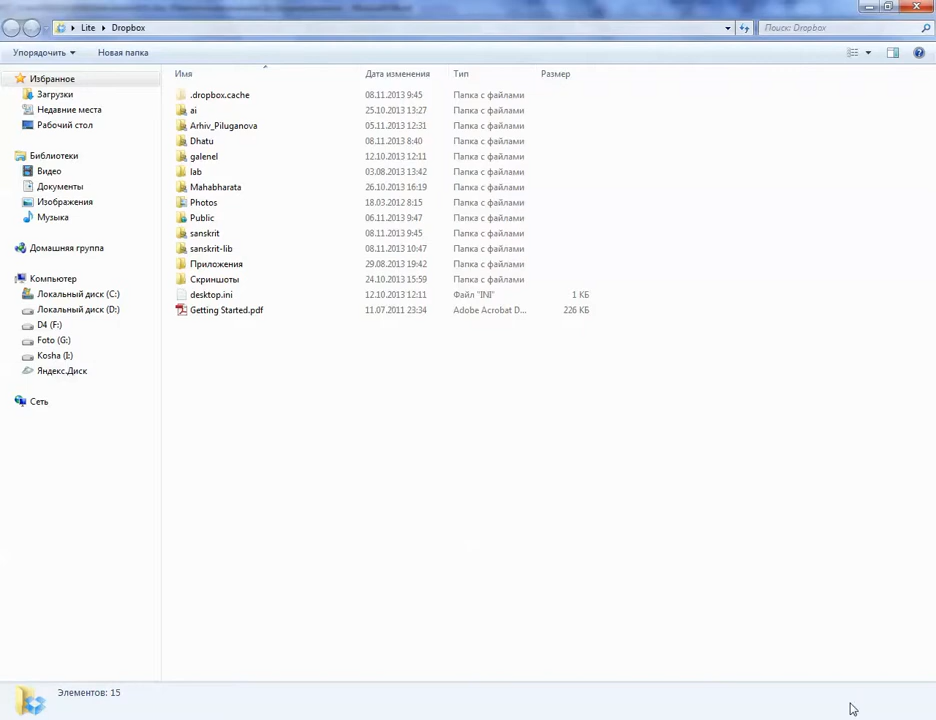 Lite ▸ Dropbox
Поиск: Dropbox
Упорядочить
Новая папка
Имя
Дата изменения
Тип
Размер
Избранное
Загрузки
Недавние места
Рабочий стол
Библиотеки
Видео
Документы
Изображения
Музыка
Домашняя группа
Компьютер
Локальный диск (C:)
Локальный диск (D:)
D4 (F:)
Foto (G:)
Kosha (I:)
Яндекс.Диск
Сеть
.dropbox.cache 08.11.2013 9:45 Папка с файлами
ai 25.10.2013 13:27 Папка с файлами
Arhiv_Piluganova 05.11.2013 12:31 Папка с файлами
Dhatu 08.11.2013 8:40 Папка с файлами
galenel 12.10.2013 12:11 Папка с файлами
lab 03.08.2013 13:42 Папка с файлами
Mahabharata 26.10.2013 16:19 Папка с файлами
Photos 18.03.2012 8:15 Папка с файлами
Public 06.11.2013 9:47 Папка с файлами
sanskrit 08.11.2013 9:45 Папка с файлами
sanskrit-lib 08.11.2013 10:47 Папка с файлами
Приложения 29.08.2013 19:42 Папка с файлами
Скриншоты 24.10.2013 15:59 Папка с файлами
desktop.ini 12.10.2013 12:11 Файл "INI" 1 КБ
Getting Started.pdf 11.07.2011 23:34 Adobe Acrobat D... 226 КБ
Элементов: 15